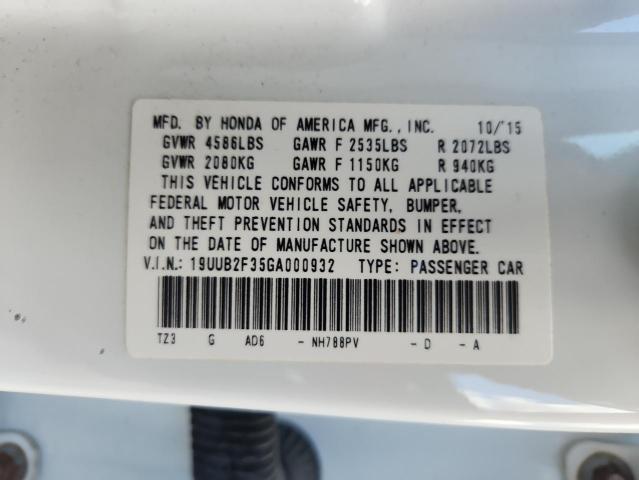 MFD. BY HONDA OF AMERICA MFG., INC. 10/'15
GVWR 4586LBS GAWR F 2535LBS R 2072LBS
GVWR 2080KG GAWR F 1150KG R 940KG
THIS VEHICLE CONFORMS TO ALL APPLICABLE
FEDERAL MOTOR VEHICLE SAFETY, BUMPER,
AND THEFT PREVENTION STANDARDS IN EFFECT
ON THE DATE OF MANUFACTURE SHOWN ABOVE.
V.I.N.: 19UUB2F35GA000932 TYPE: PASSENGER CAR
TZ3 G AD6 - NH788PV - D - A